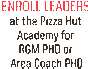 ENROLL LEADERS
at the Pizza Hut
Academy for
RGM PHD or
Area Coach PHD